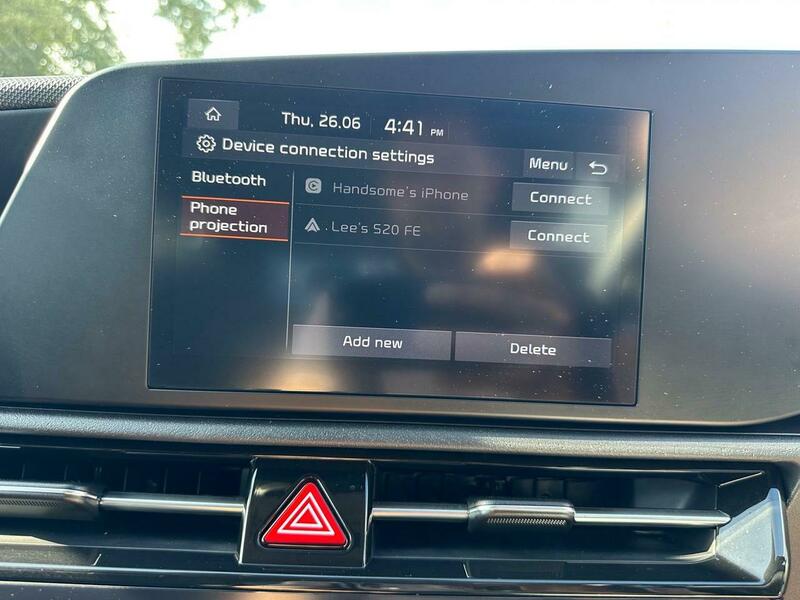 Thu, 26.06 4:41 PM
Device connection settings Menu
Bluetooth
Handsome's iPhone Connect
Phone
projection
Lee's S20 FE Connect
Add new Delete